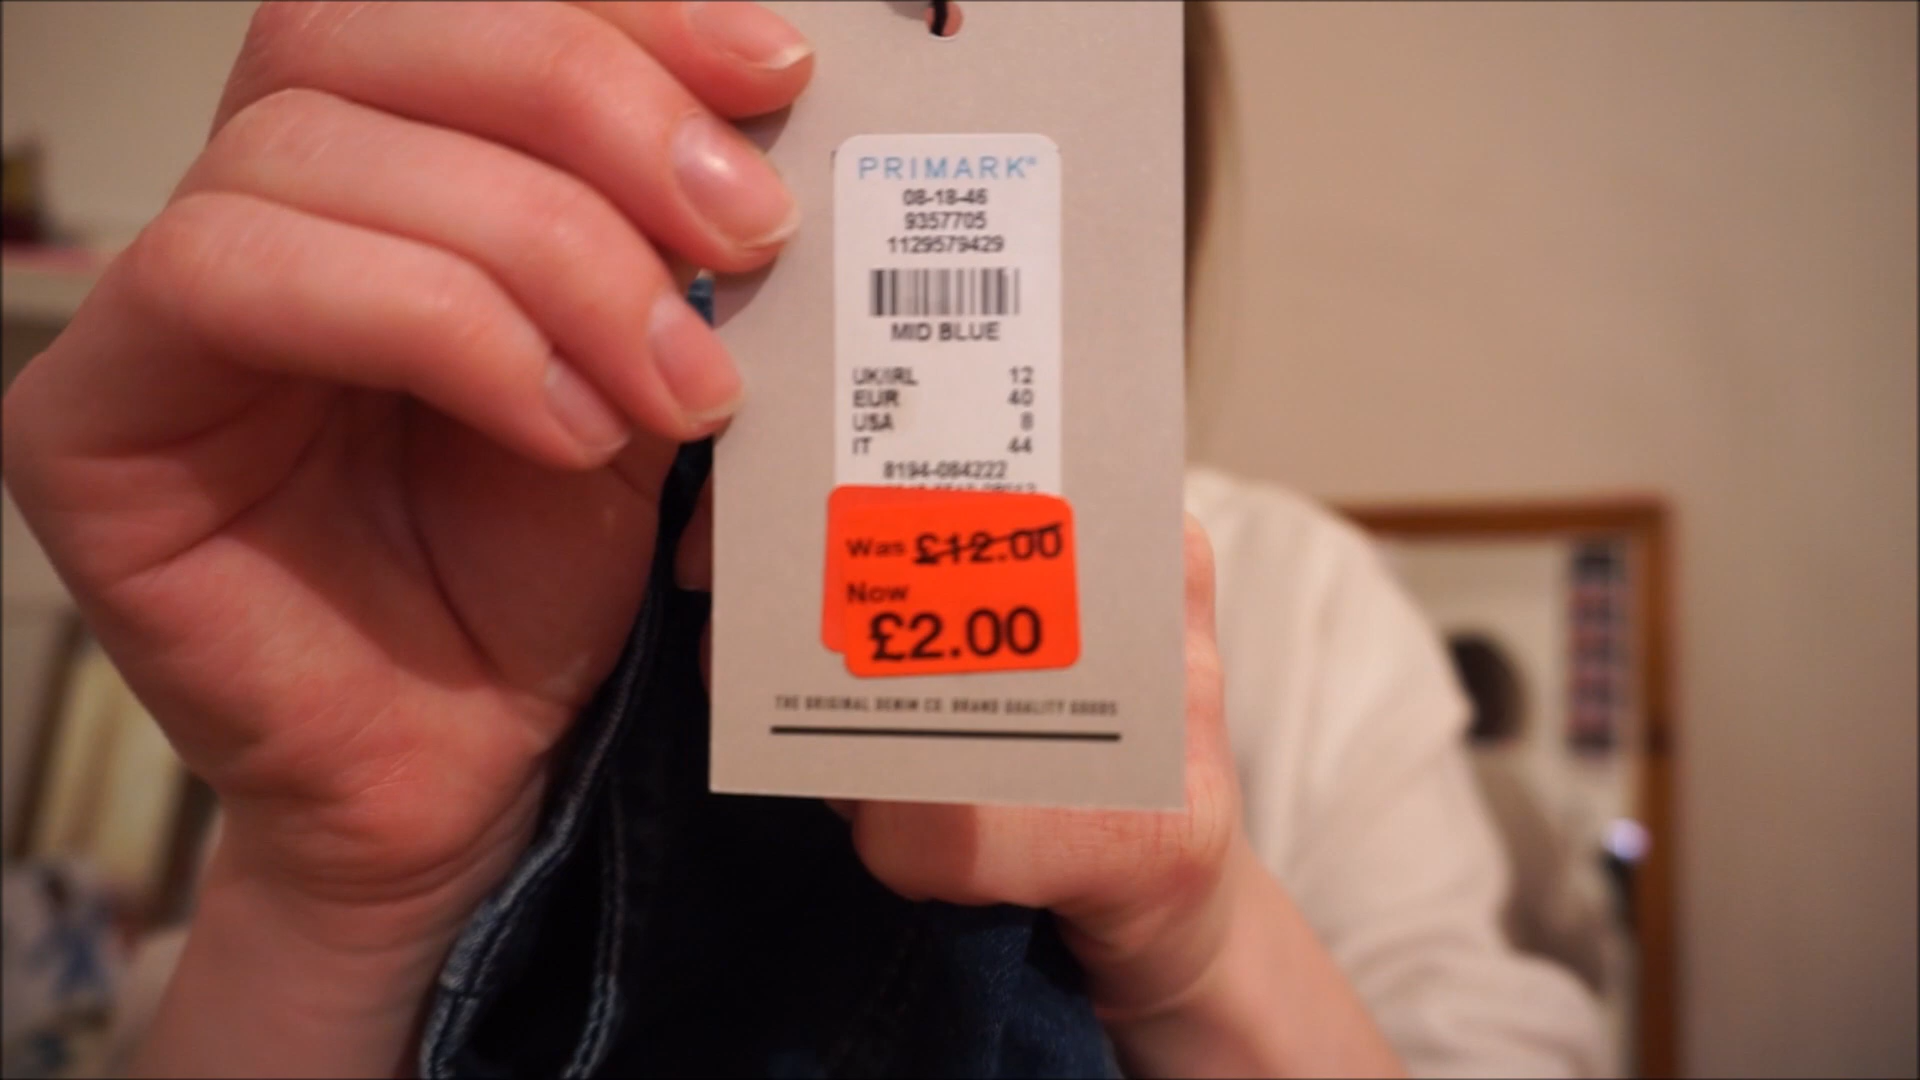 PRIMARK®
08-18-46
9357705
1129579429
MID BLUE
UK/IRL 12
EUR 40
USA 8
IT 44
8194-084222
Was £12.00
Now
£2.00
THE ORIGINAL DENIM CO. BRAND QUALITY GOODS